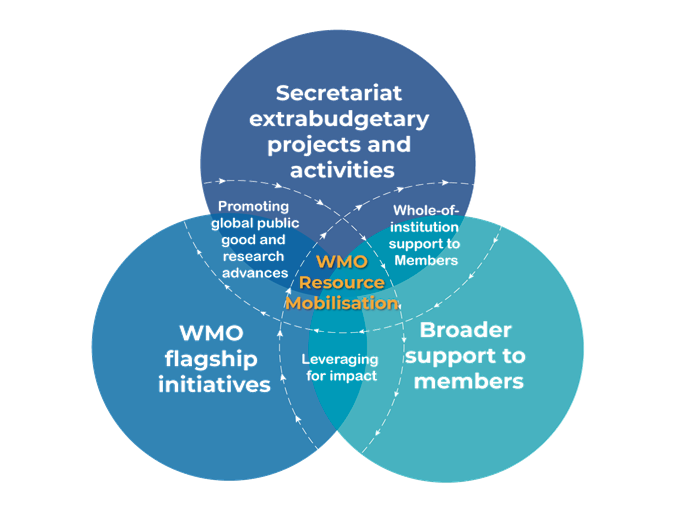 Secretariat
extrabudgetary
projects and
activities
Promoting
global public
good and
research
advances
Whole-of-
institution
support to
Members
WMO
Resource
Mobilisation
WMO
flagship
initiatives
Leveraging
for impact
Broader
support to
members